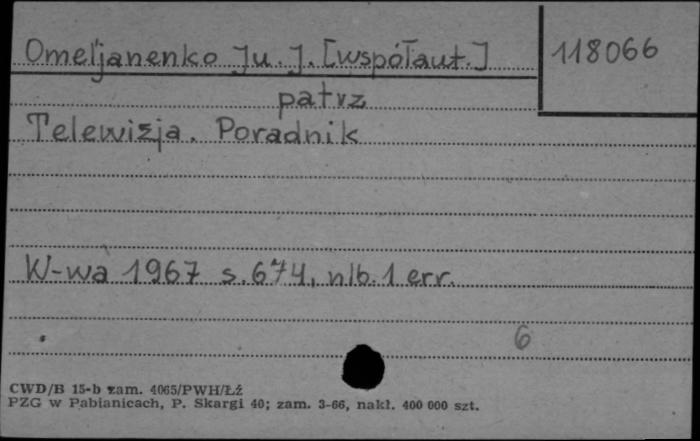 Omeljanenko Ju. J. [współaut.]
118066
patrz
Telewizja. Poradnik
W-wa 1967 s. 674, nlb. 1 err.
6
CWD/B 15-b zam. 4065/PWH/Łź
PZG w Pabianicach, P. Skargi 40; zam. 3-66, nakł. 400 000 szt.